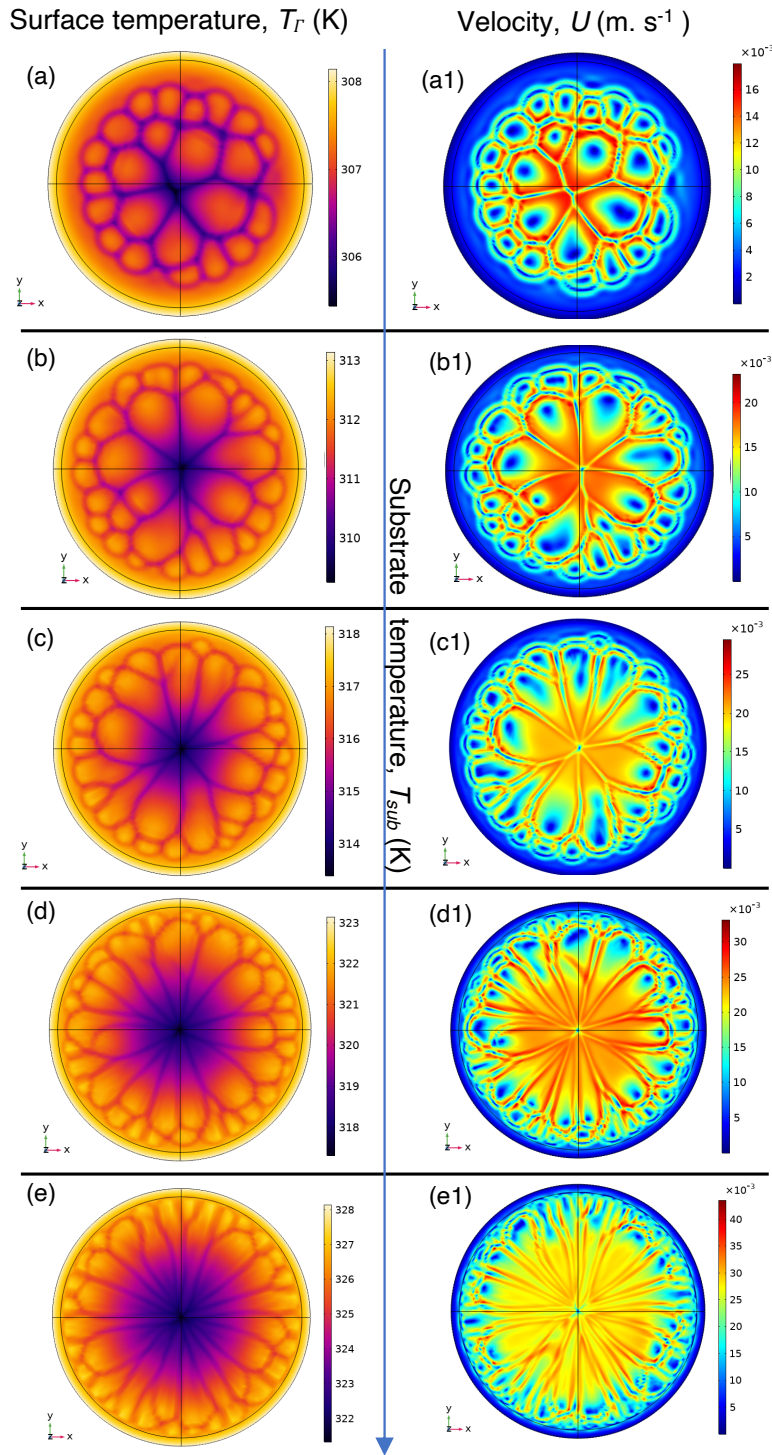 Surface temperature, T_Γ (K)
Velocity, U (m. s⁻¹ )
(a)
308
307
306
y
z x
(a1)
×10⁻³
16
14
12
10
8
6
4
2
y
z x
(b)
313
312
311
310
y
z x
(b1)
×10⁻³
20
15
10
5
y
z x
Substrate temperature, T_sub (K)
(c)
318
317
316
315
314
y
z x
(c1)
×10⁻³
25
20
15
10
5
y
z x
(d)
323
322
321
320
319
318
y
z x
(d1)
×10⁻³
30
25
20
15
10
5
y
z x
(e)
328
327
326
325
324
323
322
y
z x
(e1)
×10⁻³
40
35
30
25
20
15
10
5
y
z x